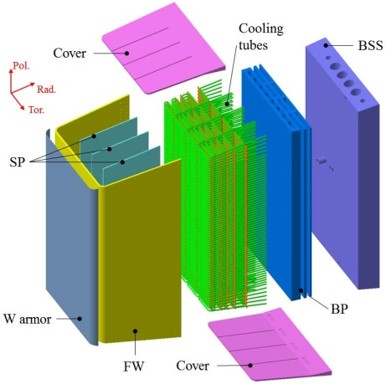 Cover
Cooling
tubes
BSS
Pol.
Rad.
Tor.
SP
W armor
FW
Cover
BP